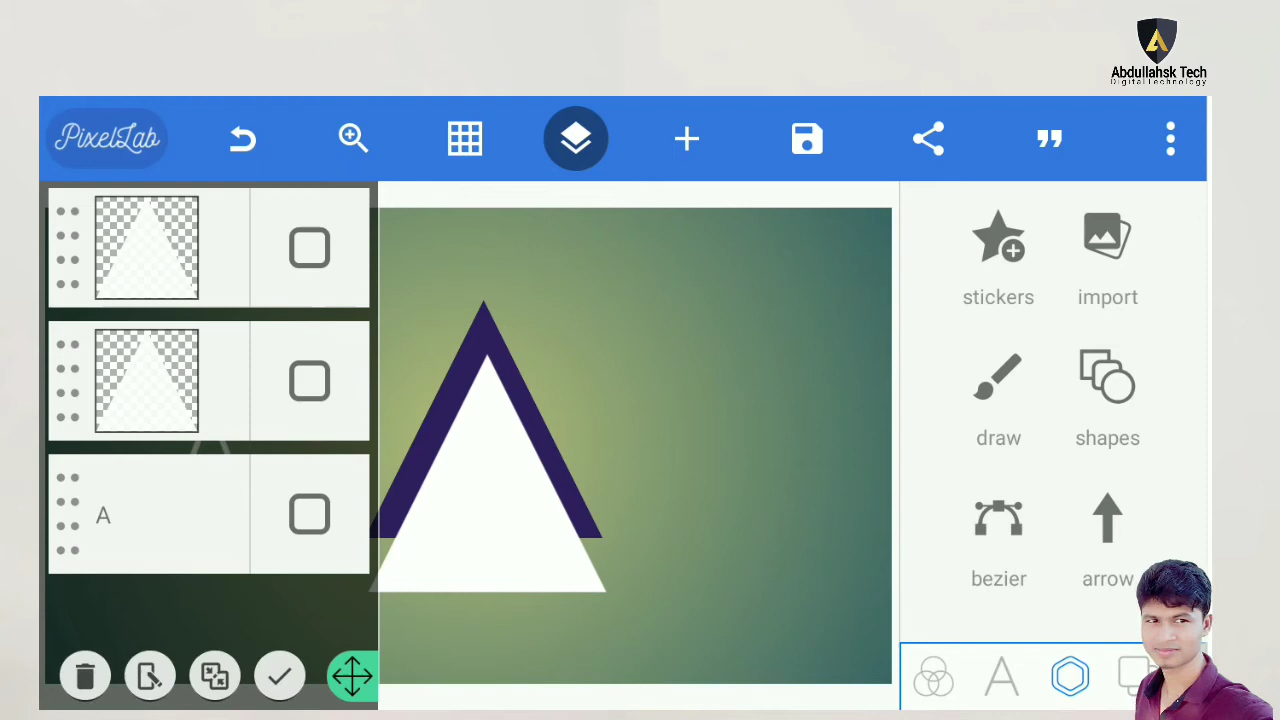 Abdullahsk Tech
Digital Technology
PixelLab
A
stickers
import
draw
shapes
bezier
arrow